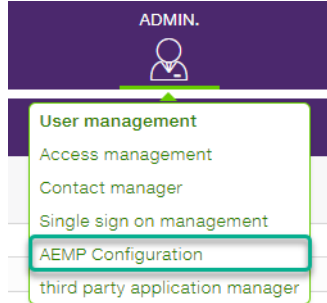 ADMIN.
User management
Access management
Contact manager
Single sign on management
AEMP Configuration
third party application manager